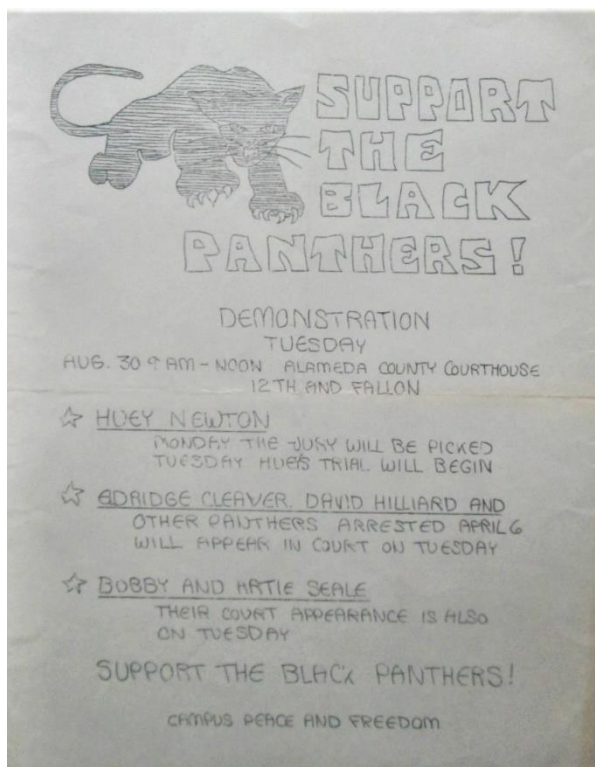 SUPPORT
THE
BLACK
PANTHERS!
DEMONSTRATION
TUESDAY
AUG. 30 9 AM - NOON ALAMEDA COUNTY COURTHOUSE
12TH AND FALLON
☆ HUEY NEWTON
MONDAY THE JURY WILL BE PICKED
TUESDAY HUEY'S TRIAL WILL BEGIN
☆ ELDRIDGE CLEAVER, DAVID HILLIARD AND
OTHER PANTHERS ARRESTED APRIL 6
WILL APPEAR IN COURT ON TUESDAY
☆ BOBBY AND ARTIE SEALE
THEIR COURT APPEARANCE IS ALSO
ON TUESDAY
SUPPORT THE BLACK PANTHERS!
CAMPUS PEACE AND FREEDOM